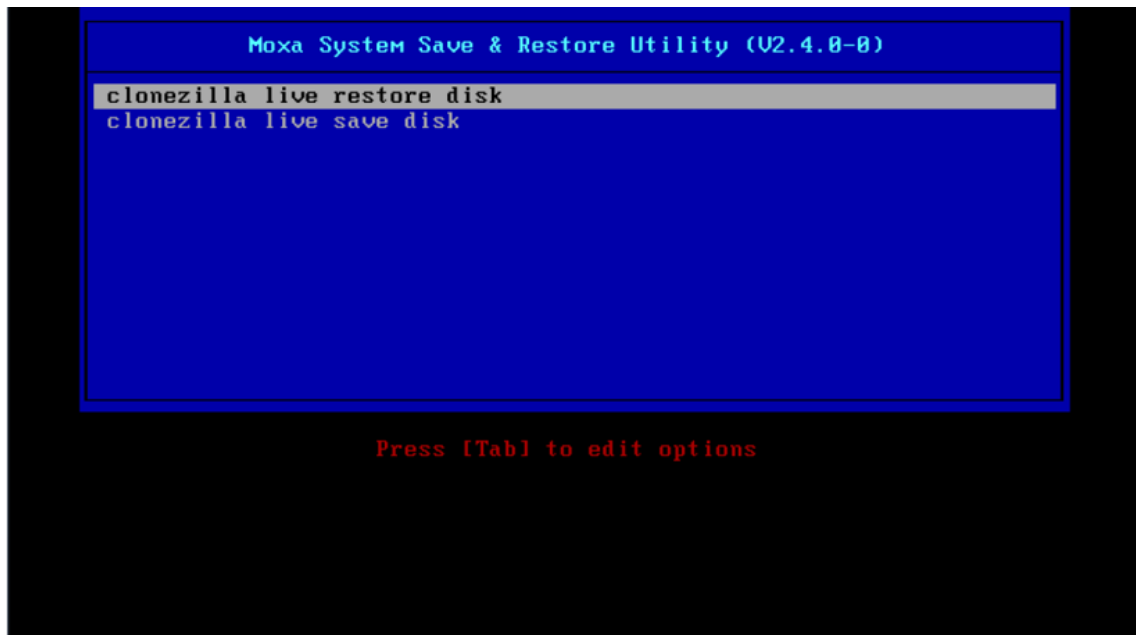 Moxa System Save & Restore Utility (V2.4.0-0)
clonezilla live restore disk
clonezilla live save disk
Press [Tab] to edit options